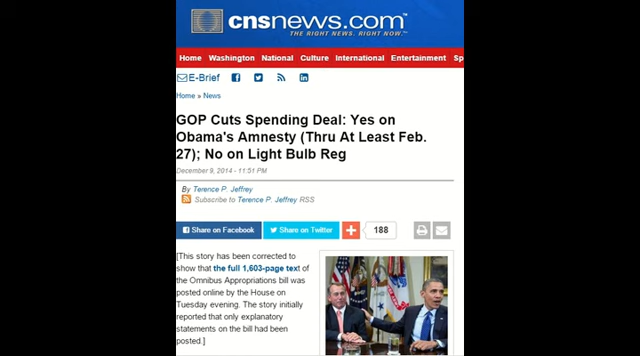 cnsnews.com™
THE RIGHT NEWS. RIGHT NOW.™
Home Washington National Culture International Entertainment Sp
E-Brief
Home » News
GOP Cuts Spending Deal: Yes on
Obama's Amnesty (Thru At Least Feb.
27); No on Light Bulb Reg
December 9, 2014 - 11:51 PM
By Terence P. Jeffrey
Subscribe to Terence P. Jeffrey RSS
Share on Facebook Share on Twitter 188
[This story has been corrected to
show that the full 1,603-page text of
the Omnibus Appropriations bill was
posted online by the House on
Tuesday evening. The story initially
reported that only explanatory
statements on the bill had been
posted.]